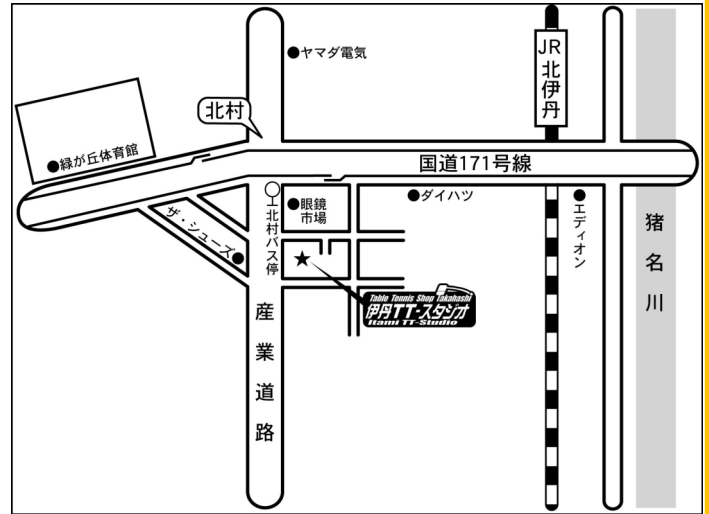 ●ヤマダ電気
JR北伊丹
北村
●緑が丘体育館
国道171号線
●眼鏡
市場
●ダイハツ
●エディオン
北村バス停
ザ・シューズ●
猪名川
★
Table Tennis Shop Takahashi
伊丹TT-スタジオ
Itami TT-Studio
産業道路